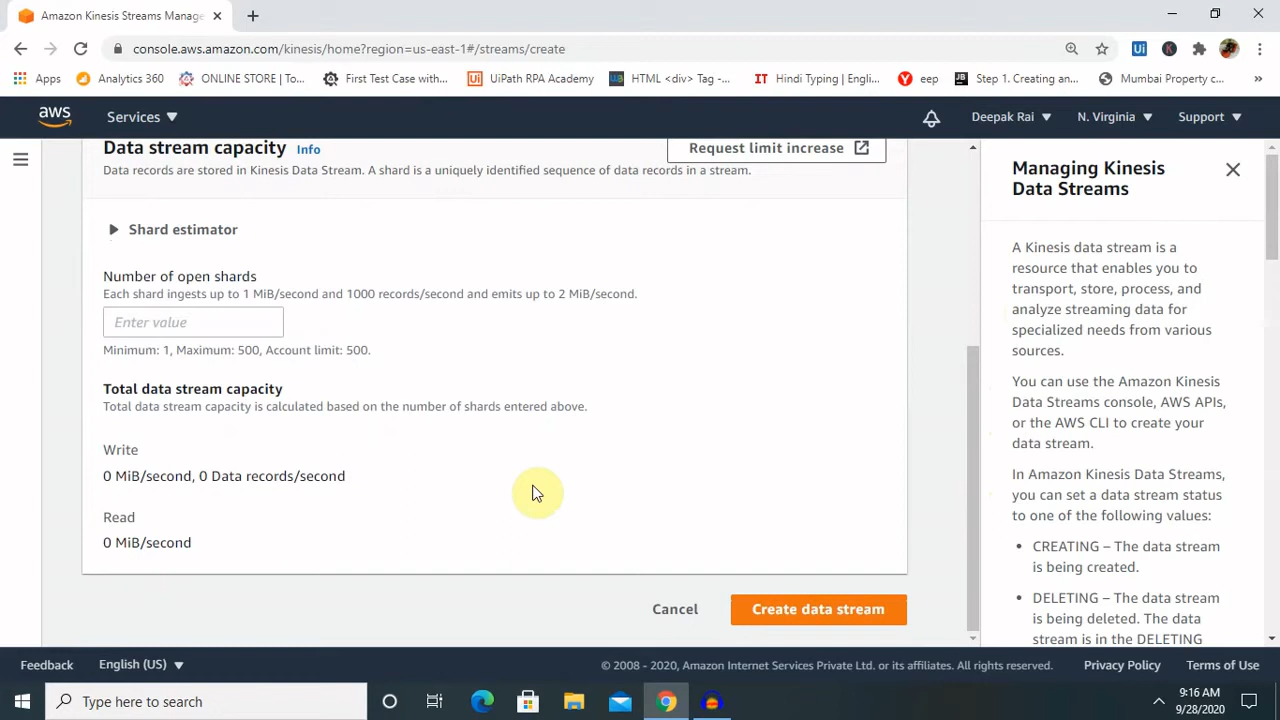 Amazon Kinesis Streams Manage
console.aws.amazon.com/kinesis/home?region=us-east-1#/streams/create
Apps
Analytics 360
ONLINE STORE | To...
First Test Case with...
UiPath RPA Academy
HTML <div> Tag -...
Hindi Typing | Engli...
eep
Step 1. Creating an...
Mumbai Property c...
»
aws
Services
Deepak Rai
N. Virginia
Support
Data stream capacity Info
Request limit increase
Data records are stored in Kinesis Data Stream. A shard is a uniquely identified sequence of data records in a stream.
Shard estimator
Number of open shards
Each shard ingests up to 1 MiB/second and 1000 records/second and emits up to 2 MiB/second.
Enter value
Minimum: 1, Maximum: 500, Account limit: 500.
Total data stream capacity
Total data stream capacity is calculated based on the number of shards entered above.
Write
0 MiB/second, 0 Data records/second
Read
0 MiB/second
Cancel
Create data stream
Managing Kinesis
Data Streams
A Kinesis data stream is a
resource that enables you to
transport, store, process, and
analyze streaming data for
specialized needs from various
sources.
You can use the Amazon Kinesis
Data Streams console, AWS APIs,
or the AWS CLI to create your
data stream.
In Amazon Kinesis Data Streams,
you can set a data stream status
to one of the following values:
• CREATING – The data stream
is being created.
• DELETING – The data stream
is being deleted. The data
stream is in the DELETING
Feedback
English (US)
© 2008 - 2020, Amazon Internet Services Private Ltd. or its affiliates. All rights reserved.
Privacy Policy
Terms of Use
Type here to search
9:16 AM
9/28/2020